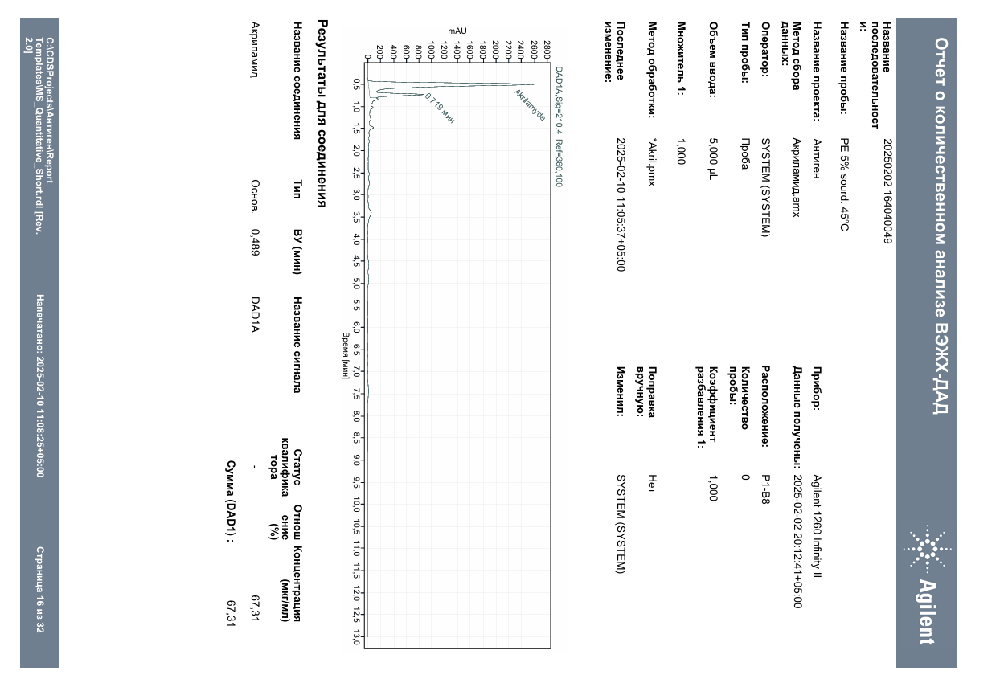 Отчет о количественном анализе ВЭЖХ-ДАД
Agilent
Название
последовательност
и:
20250202 164040049
Название пробы:
PE 5% sourd. 45°C
Название проекта:
Антиген
Прибор:
Agilent 1260 Infinity II
Метод сбора
данных:
Акриламид.amx
Данные получены:
2025-02-02 20:12:41+05:00
Оператор:
SYSTEM (SYSTEM)
Расположение:
P1-B8
Тип пробы:
Проба
Количество
пробы:
0
Объем ввода:
5,000 µL
Коэффициент
разбавления 1:
1,000
Множитель 1:
1,000
Метод обработки:
*Akril.pmx
Поправка
вручную:
Нет
Последнее
изменение:
2025-02-10 11:05:37+05:00
Изменил:
SYSTEM (SYSTEM)
DAD1A,Sig=210,4 Ref=360,100
mAU
2800
2600
2400
2200
2000
1800
1600
1400
1200
1000
800
600
400
200
0
Akrilamyde
0,719 мин
0,5 1,0 1,5 2,0 2,5 3,0 3,5 4,0 4,5 5,0 5,5 6,0 6,5 7,0 7,5 8,0 8,5 9,0 9,5 10,0 10,5 11,0 11,5 12,0 12,5 13,0
Время [мин]
Результаты для соединения
Название соединения
Тип
ВУ (мин)
Название сигнала
Статус
квалифика
тора
Отнош
ение
(%)
Концентрация
(мкг/мл)
Акриламид Основ. 0,489 DAD1A - 67,31
Сумма (DAD1) : 67,31
C:\CDSProjects\Антиген\Report
Templates\MS_Quantitative_Short.rdl [Rev.
2.0]
Напечатано: 2025-02-10 11:08:25+05:00
Страница 16 из 32